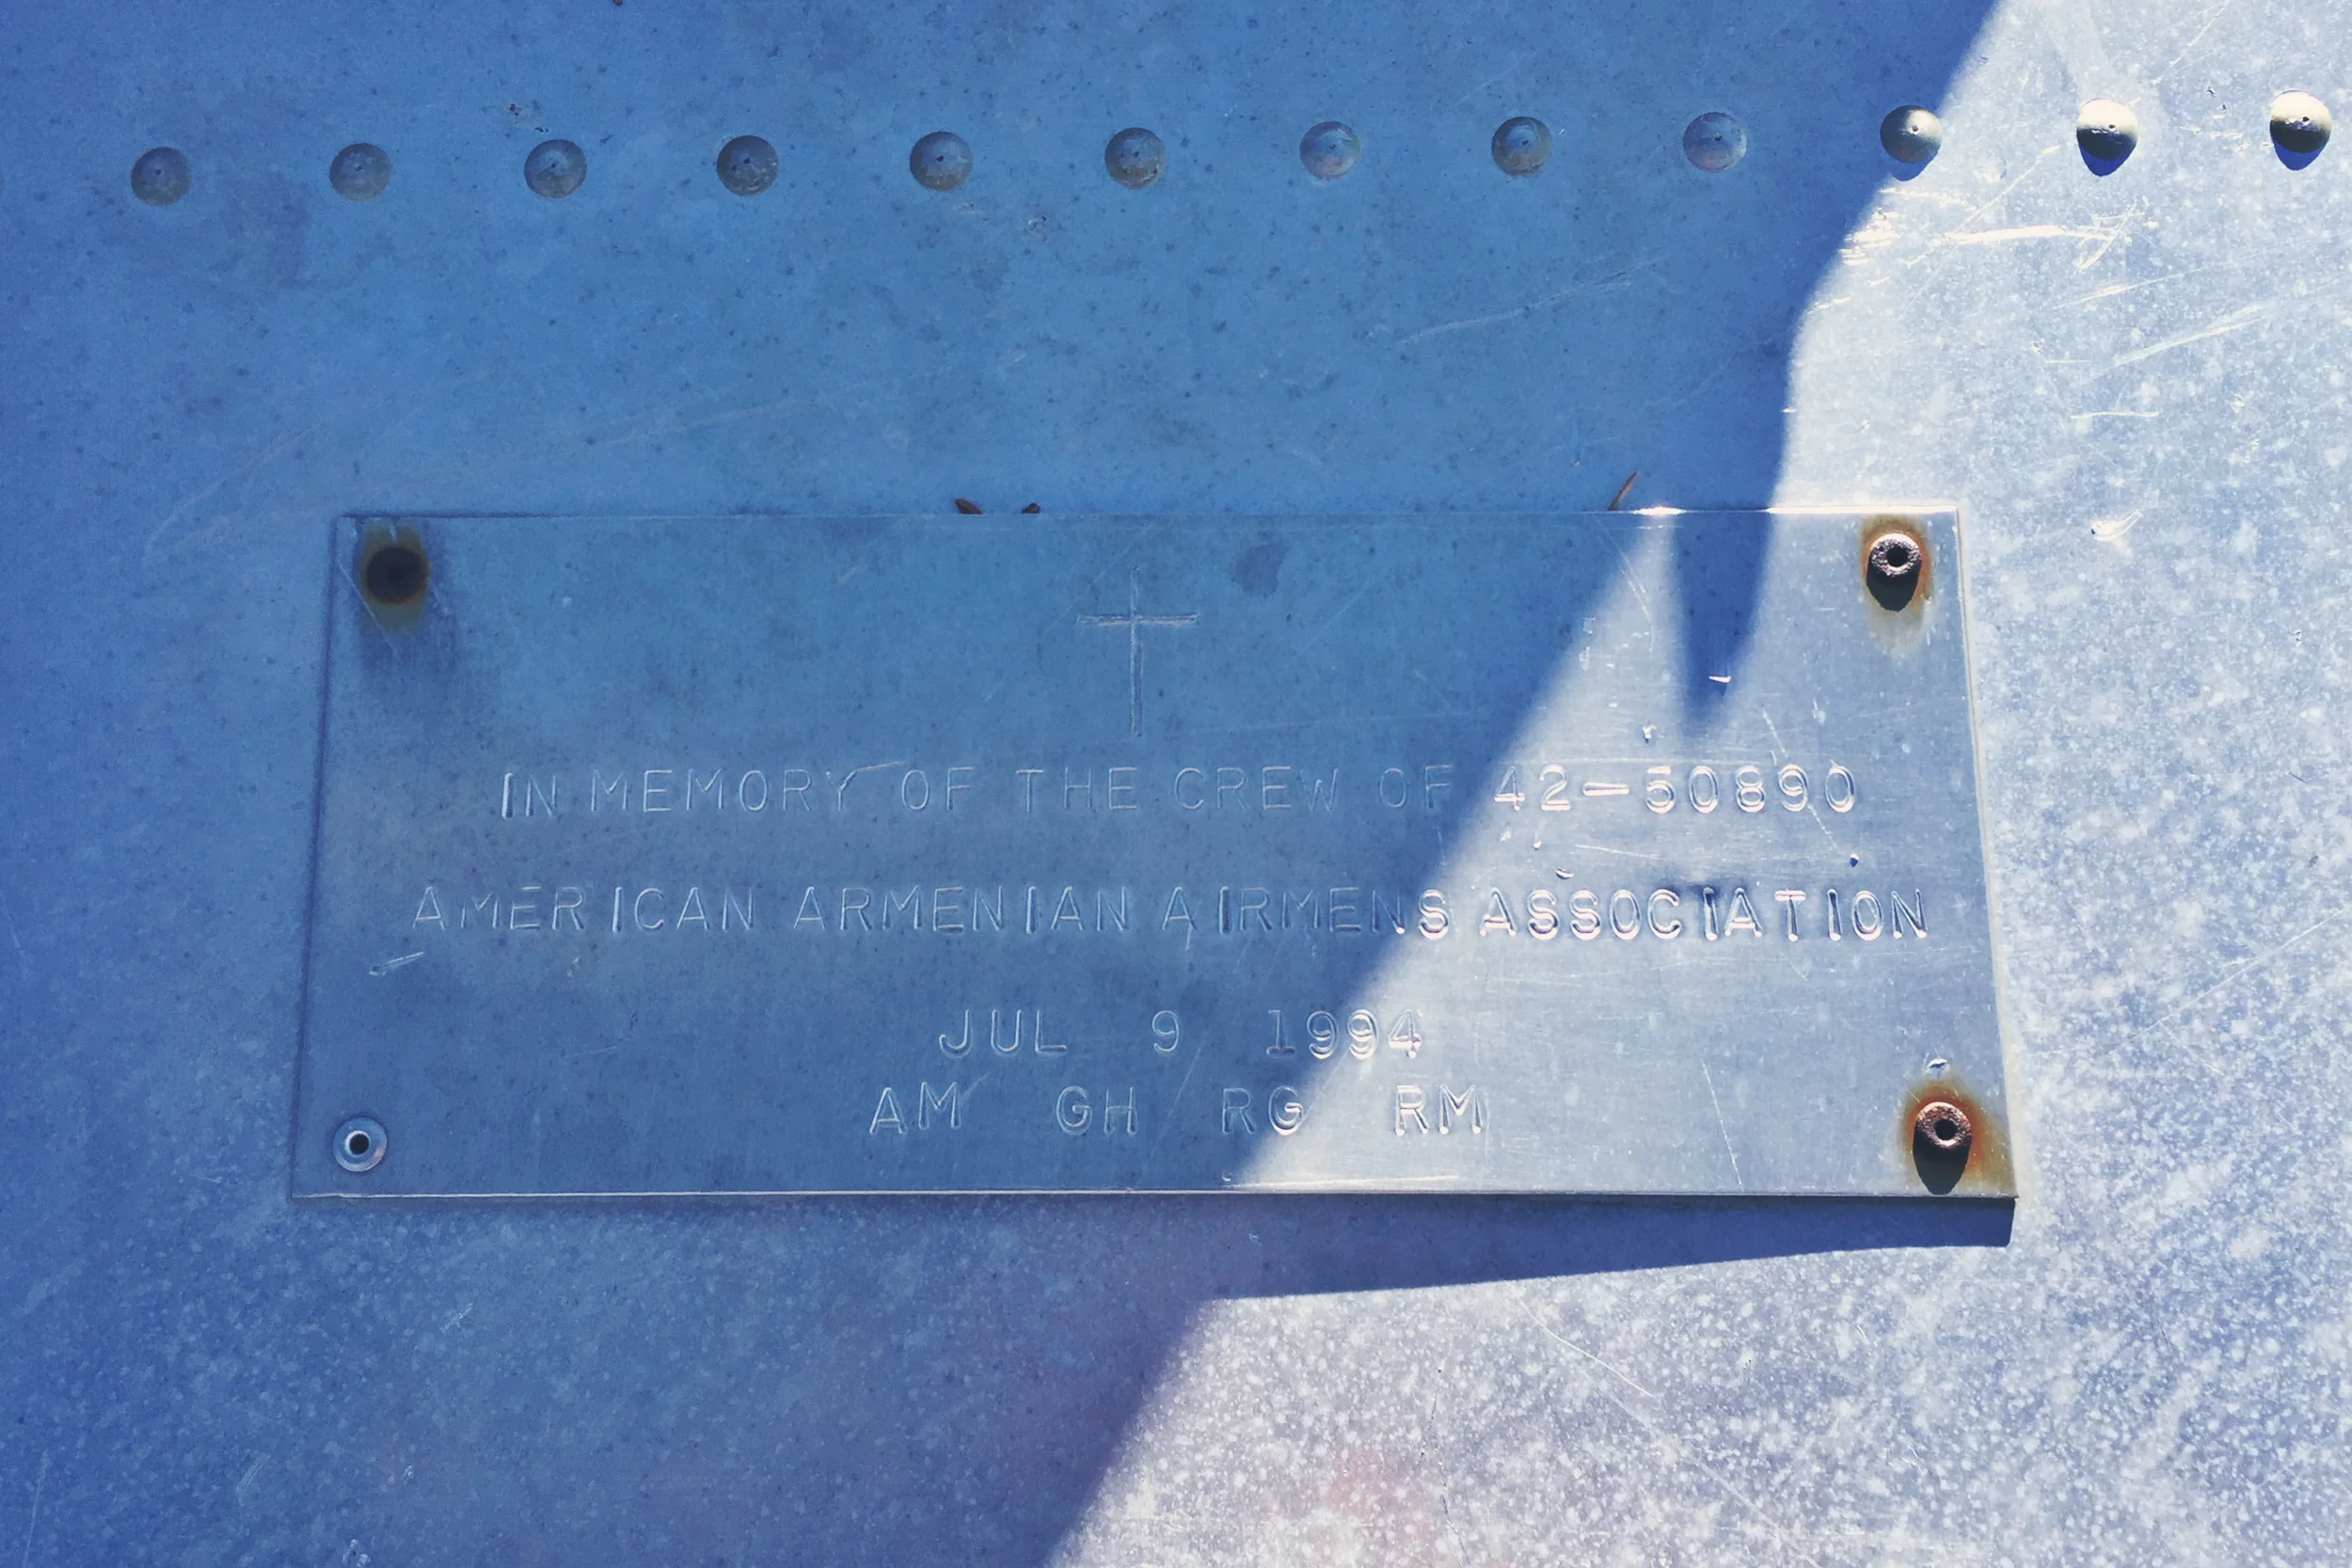 IN MEMORY OF THE CREW OF 42-50890
AMERICAN ARMENIAN AIRMENS ASSOCIATION
JUL 9 1994
AM GH RG RM